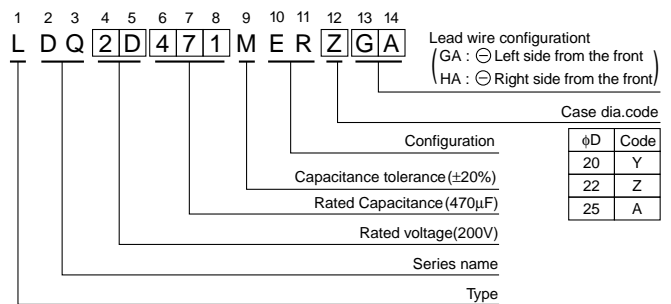 1 2 3 4 5 6 7 8 9 10 11 12 13 14
L D Q 2 D 4 7 1 M E R Z G A
Lead wire configurationt
GA : ⊖ Left side from the front
HA : ⊖ Right side from the front
Case dia.code
Configuration
φD Code
20 Y
22 Z
25 A
Capacitance tolerance(±20%)
Rated Capacitance(470μF)
Rated voltage(200V)
Series name
Type